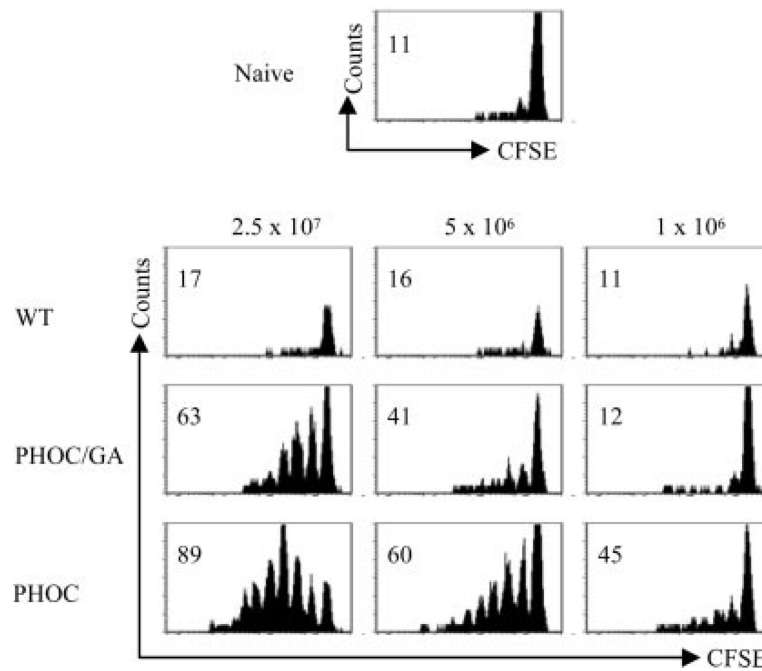 11
Counts
Naive
CFSE
2.5 x 10⁷ 5 x 10⁶ 1 x 10⁶
17 16 11
Counts
WT
63 41 12
PHOC/GA
89 60 45
PHOC
CFSE